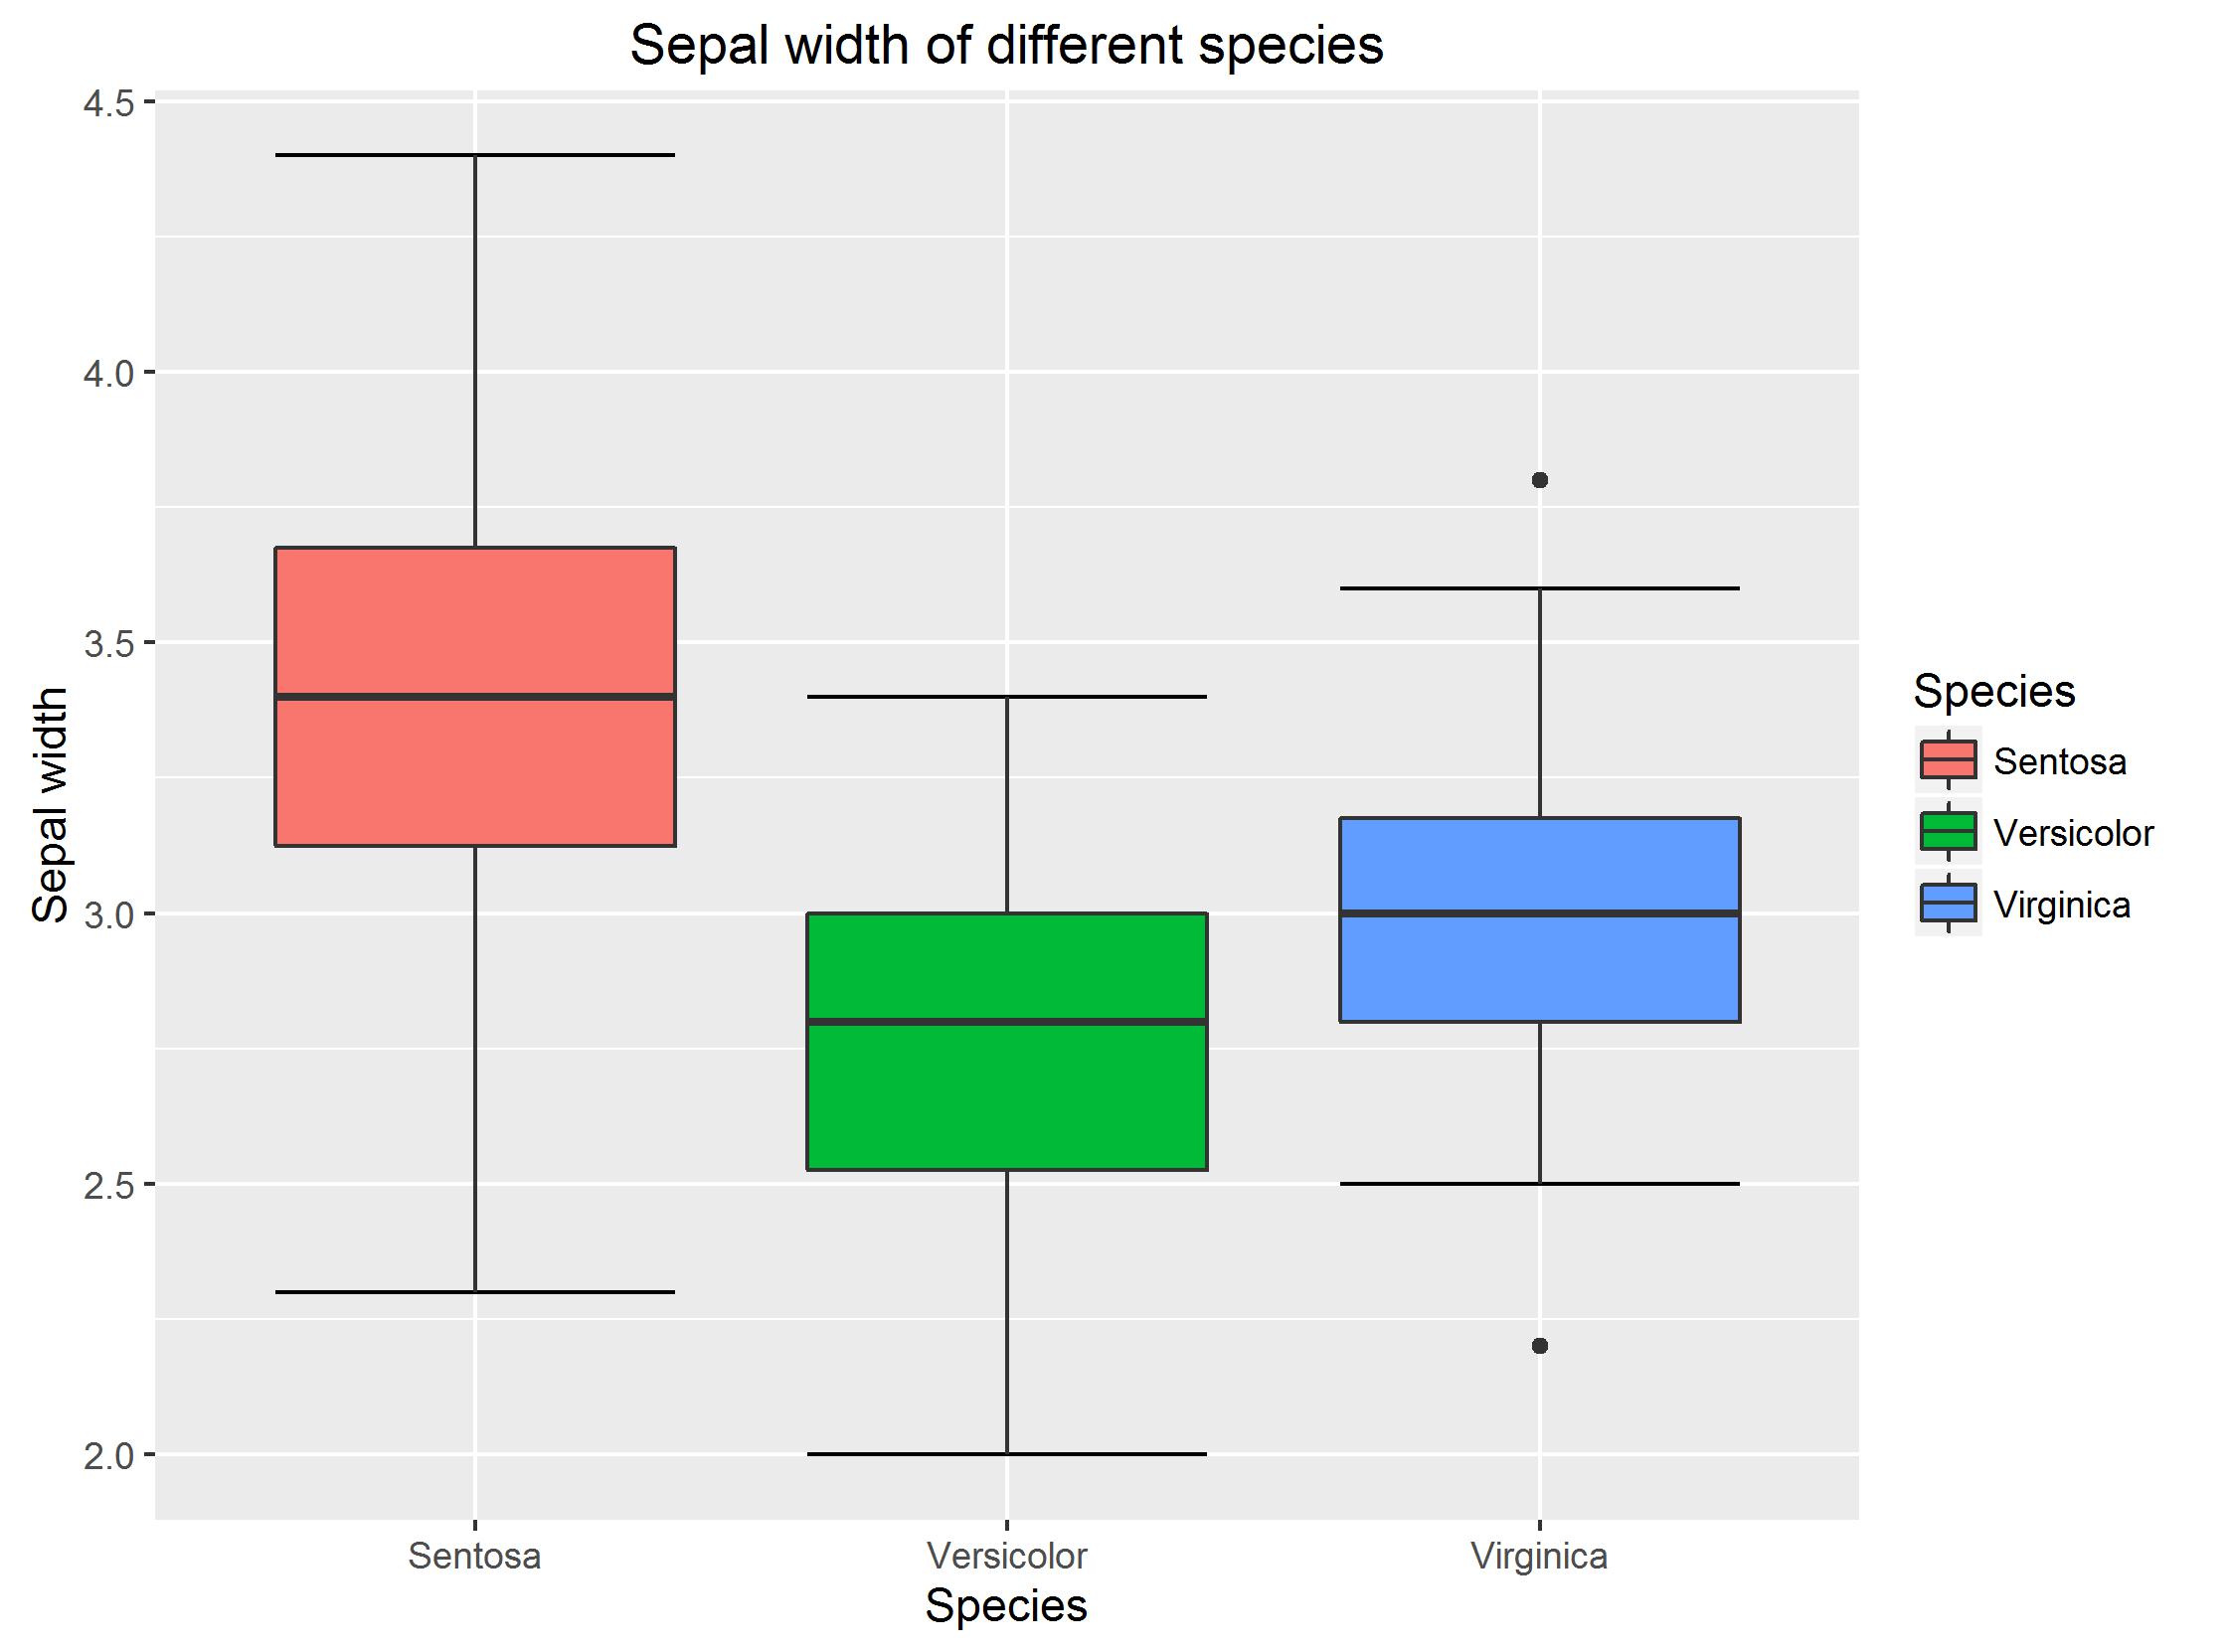 Sepal width of different species
4.5
4.0
3.5
3.0
2.5
2.0
Sepal width
Sentosa
Versicolor
Virginica
Species
Species
Sentosa
Versicolor
Virginica